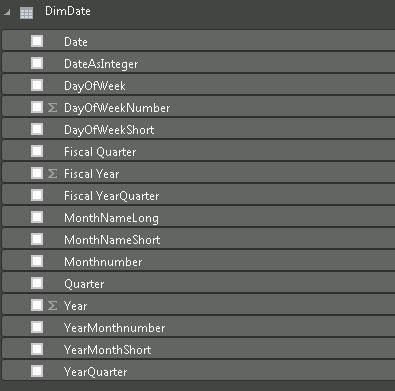 DimDate
Date
DateAsInteger
DayOfWeek
Σ DayOfWeekNumber
DayOfWeekShort
Fiscal Quarter
Σ Fiscal Year
Fiscal YearQuarter
MonthNameLong
MonthNameShort
Monthnumber
Quarter
Σ Year
YearMonthnumber
YearMonthShort
YearQuarter